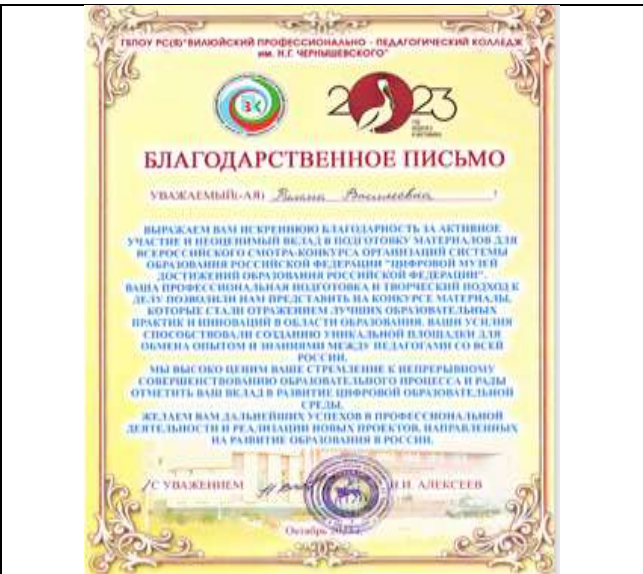 ГБПОУ РС(Я)"ВИЛЮЙСКИЙ ПРОФЕССИОНАЛЬНО - ПЕДАГОГИЧЕСКИЙ КОЛЛЕДЖ
им. Н.Г. ЧЕРНЫШЕВСКОГО"
2023
БЛАГОДАРСТВЕННОЕ ПИСЬМО
УВАЖАЕМЫЙ(-АЯ) Васильевна !
ВЫРАЖАЕМ ВАМ ИСКРЕННЮЮ БЛАГОДАРНОСТЬ ЗА АКТИВНОЕ
УЧАСТИЕ И НЕОЦЕНИМЫЙ ВКЛАД В ПОДГОТОВКУ МАТЕРИАЛОВ ДЛЯ
ВСЕРОССИЙСКОГО СМОТРА-КОНКУРСА ОРГАНИЗАЦИЙ СИСТЕМЫ
ОБРАЗОВАНИЯ РОССИЙСКОЙ ФЕДЕРАЦИИ "ЦИФРОВОЙ МУЗЕЙ
ДОСТИЖЕНИЙ ОБРАЗОВАНИЯ РОССИЙСКОЙ ФЕДЕРАЦИИ".
ВАША ПРОФЕССИОНАЛЬНАЯ ПОДГОТОВКА И ТВОРЧЕСКИЙ ПОДХОД К
ДЕЛУ ПОЗВОЛИЛИ НАМ ПРЕДСТАВИТЬ НА КОНКУРСЕ МАТЕРИАЛЫ,
КОТОРЫЕ СТАЛИ ОТРАЖЕНИЕМ ЛУЧШИХ ОБРАЗОВАТЕЛЬНЫХ
ПРАКТИК И ИННОВАЦИЙ В ОБЛАСТИ ОБРАЗОВАНИЯ. ВАШИ УСИЛИЯ
СПОСОБСТВОВАЛИ СОЗДАНИЮ УНИКАЛЬНОЙ ПЛОЩАДКИ ДЛЯ
ОБМЕНА ОПЫТОМ И ЗНАНИЯМИ МЕЖДУ ПЕДАГОГАМИ СО ВСЕЙ
РОССИИ.
МЫ ВЫСОКО ЦЕНИМ ВАШЕ СТРЕМЛЕНИЕ К НЕПРЕРЫВНОМУ
СОВЕРШЕНСТВОВАНИЮ ОБРАЗОВАТЕЛЬНОГО ПРОЦЕССА И РАДЫ
ОТМЕТИТЬ ВАШ ВКЛАД В РАЗВИТИЕ ЦИФРОВОЙ ОБРАЗОВАТЕЛЬНОЙ
СРЕДЫ.
ЖЕЛАЕМ ВАМ ДАЛЬНЕЙШИХ УСПЕХОВ В ПРОФЕССИОНАЛЬНОЙ
ДЕЯТЕЛЬНОСТИ И РЕАЛИЗАЦИИ НОВЫХ ПРОЕКТОВ, НАПРАВЛЕННЫХ
НА РАЗВИТИЕ ОБРАЗОВАНИЯ В РОССИИ.
С УВАЖЕНИЕМ АЛЕКСЕЕВ
Октябрь